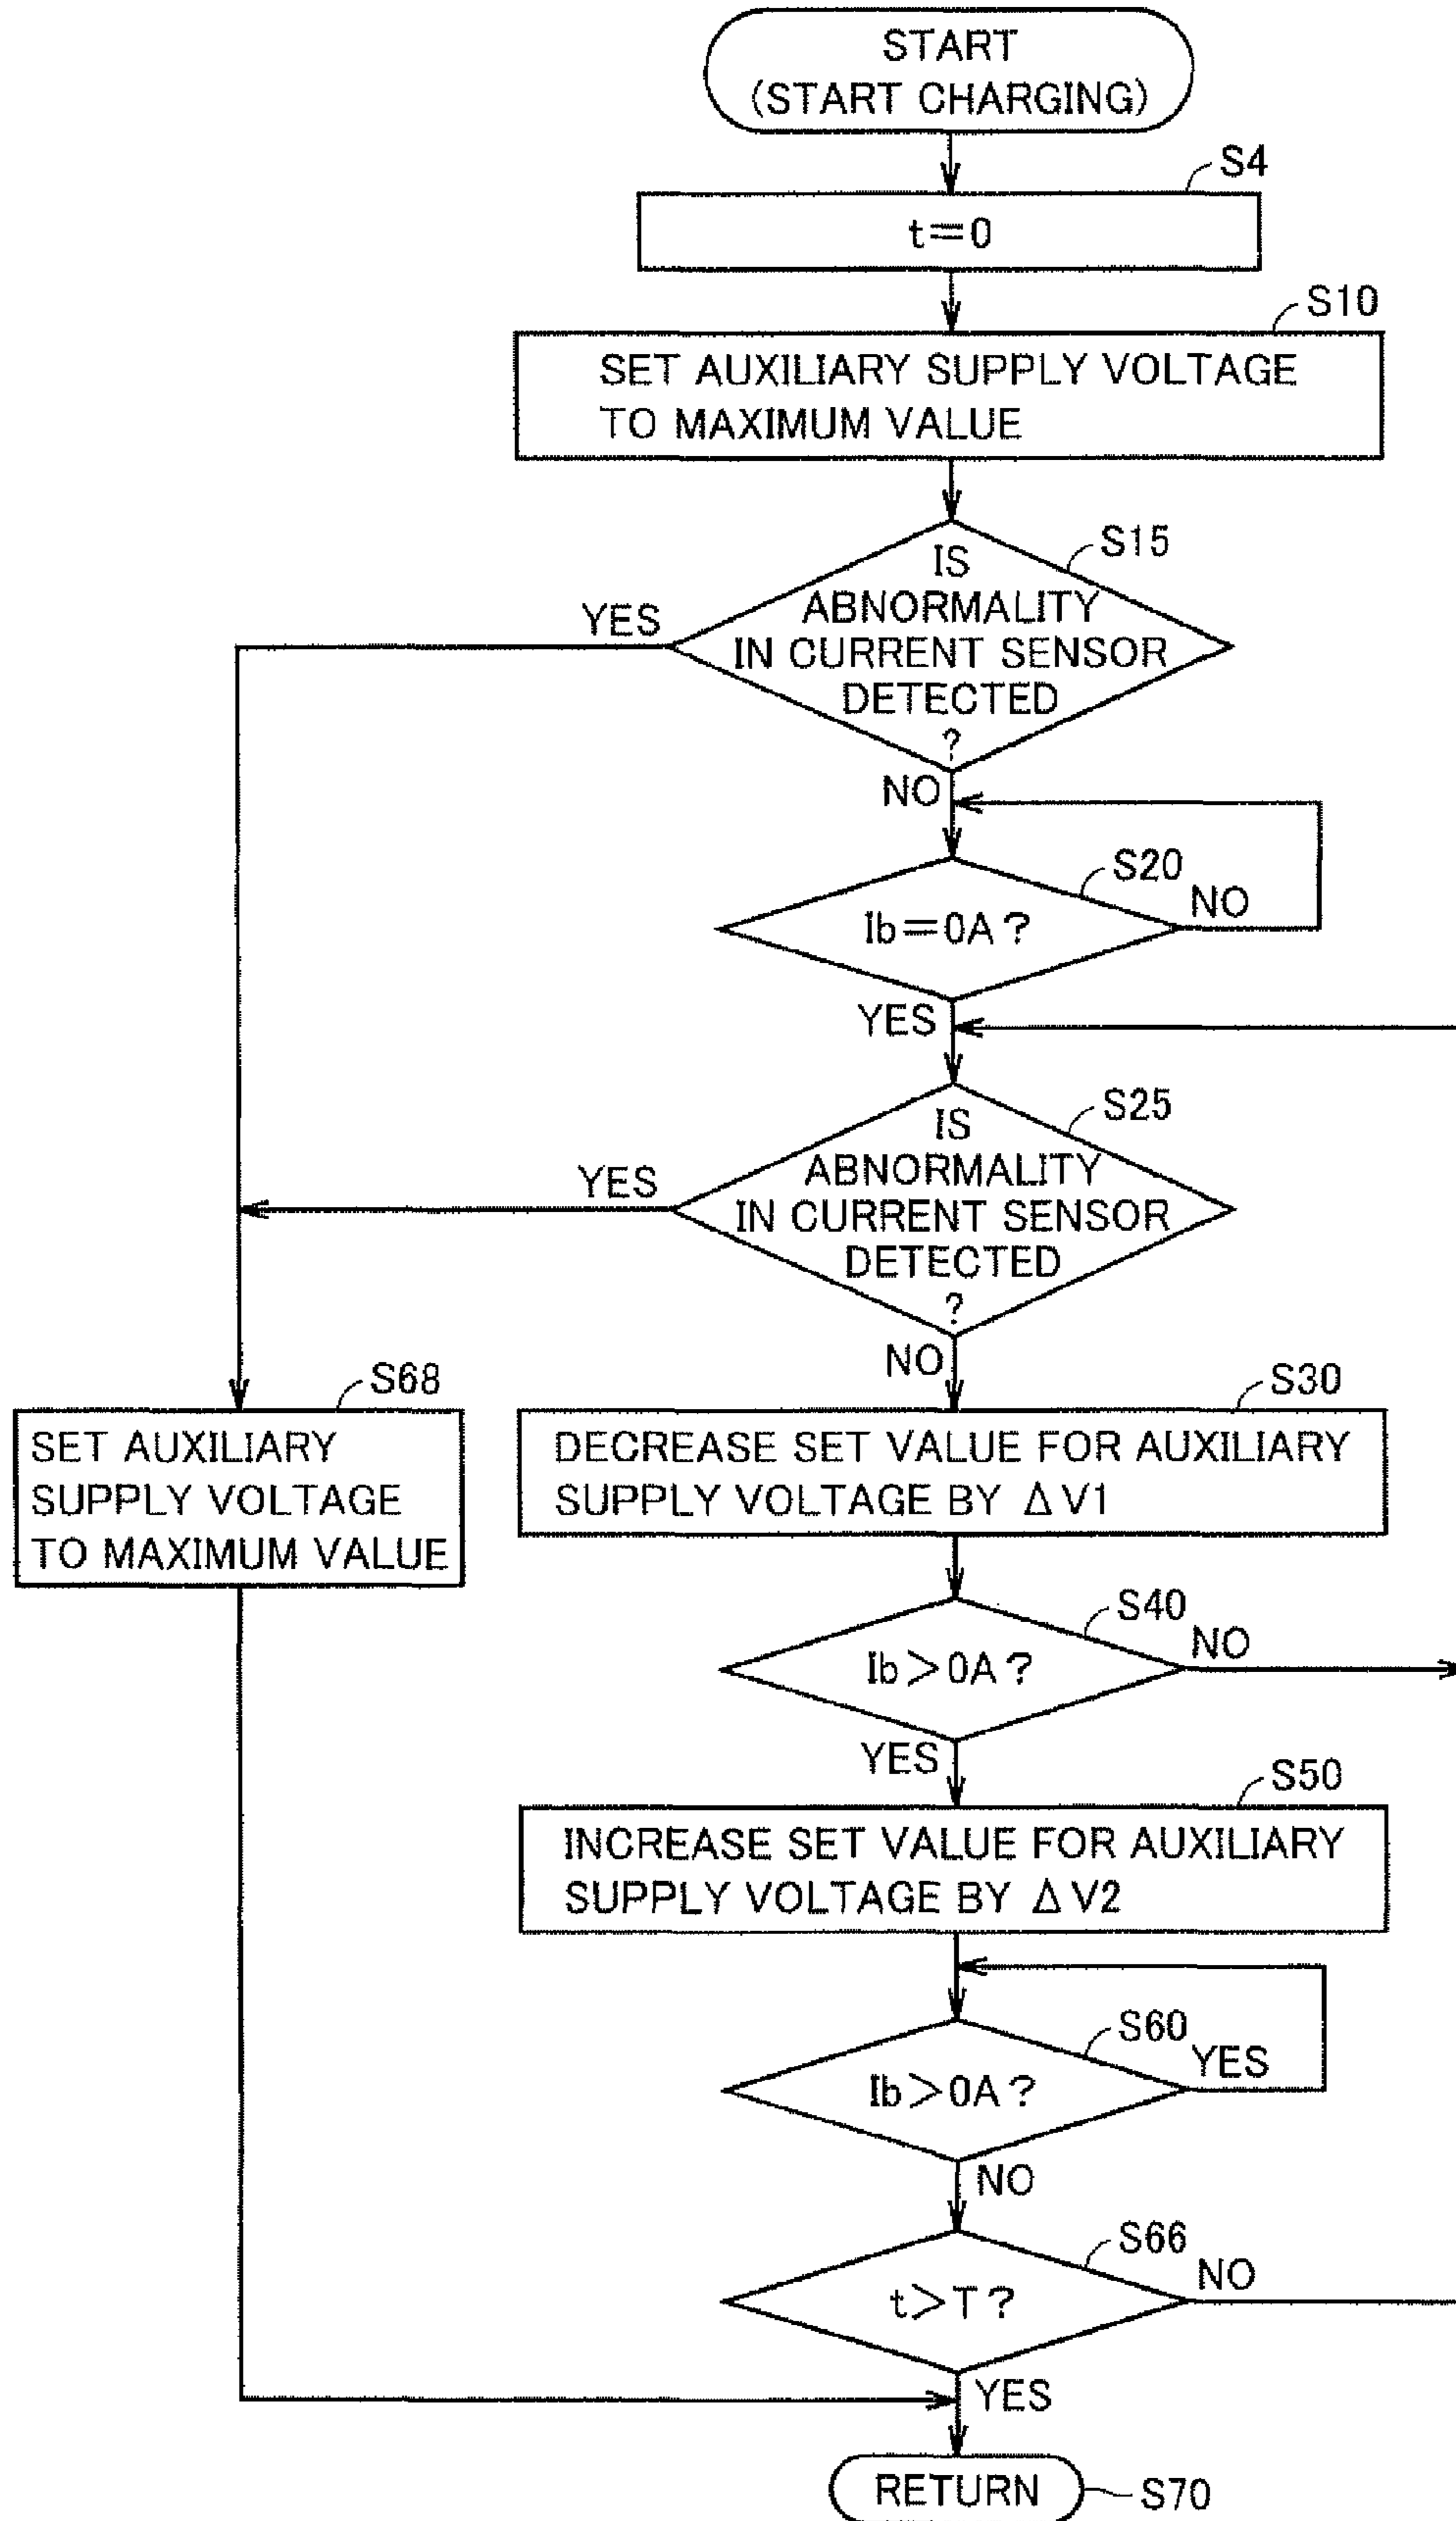 START
(START CHARGING)
S4
t=0
S10
SET AUXILIARY SUPPLY VOLTAGE
TO MAXIMUM VALUE
S15
IS
ABNORMALITY
IN CURRENT SENSOR
DETECTED
?
YES
NO
S20
Ib=0A?
NO
YES
S25
IS
ABNORMALITY
IN CURRENT SENSOR
DETECTED
?
YES
NO
S68
SET AUXILIARY
SUPPLY VOLTAGE
TO MAXIMUM VALUE
S30
DECREASE SET VALUE FOR AUXILIARY
SUPPLY VOLTAGE BY ΔV1
S40
Ib>0A?
NO
YES
S50
INCREASE SET VALUE FOR AUXILIARY
SUPPLY VOLTAGE BY ΔV2
S60
Ib>0A?
YES
NO
S66
t>T?
NO
YES
RETURN
S70